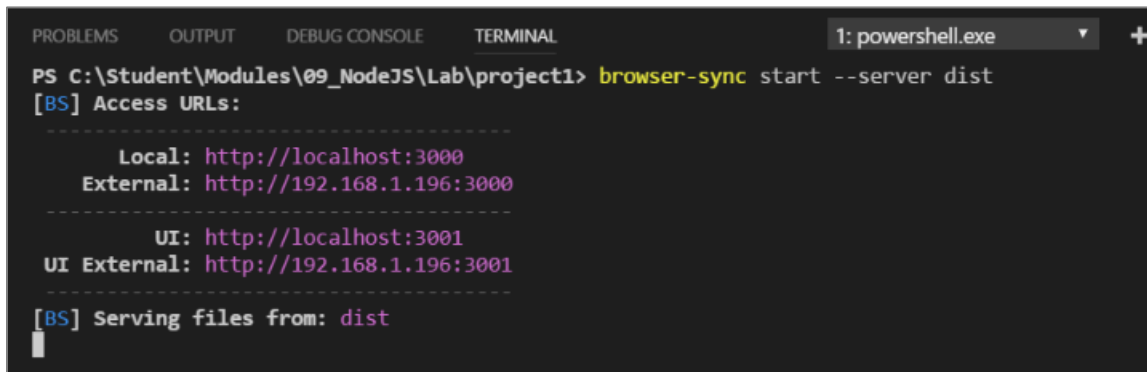 PROBLEMS OUTPUT DEBUG CONSOLE TERMINAL 1: powershell.exe ▼ +
PS C:\Student\Modules\09_NodeJS\Lab\project1> browser-sync start --server dist
[BS] Access URLs:
--------------------------------------
Local: http://localhost:3000
External: http://192.168.1.196:3000
--------------------------------------
UI: http://localhost:3001
UI External: http://192.168.1.196:3001
--------------------------------------
[BS] Serving files from: dist